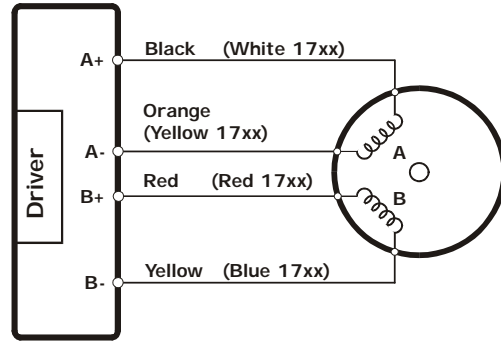 A+ Black (White 17xx)
Orange
A- (Yellow 17xx)
A
B+ Red (Red 17xx)
B
B- Yellow (Blue 17xx)
Driver